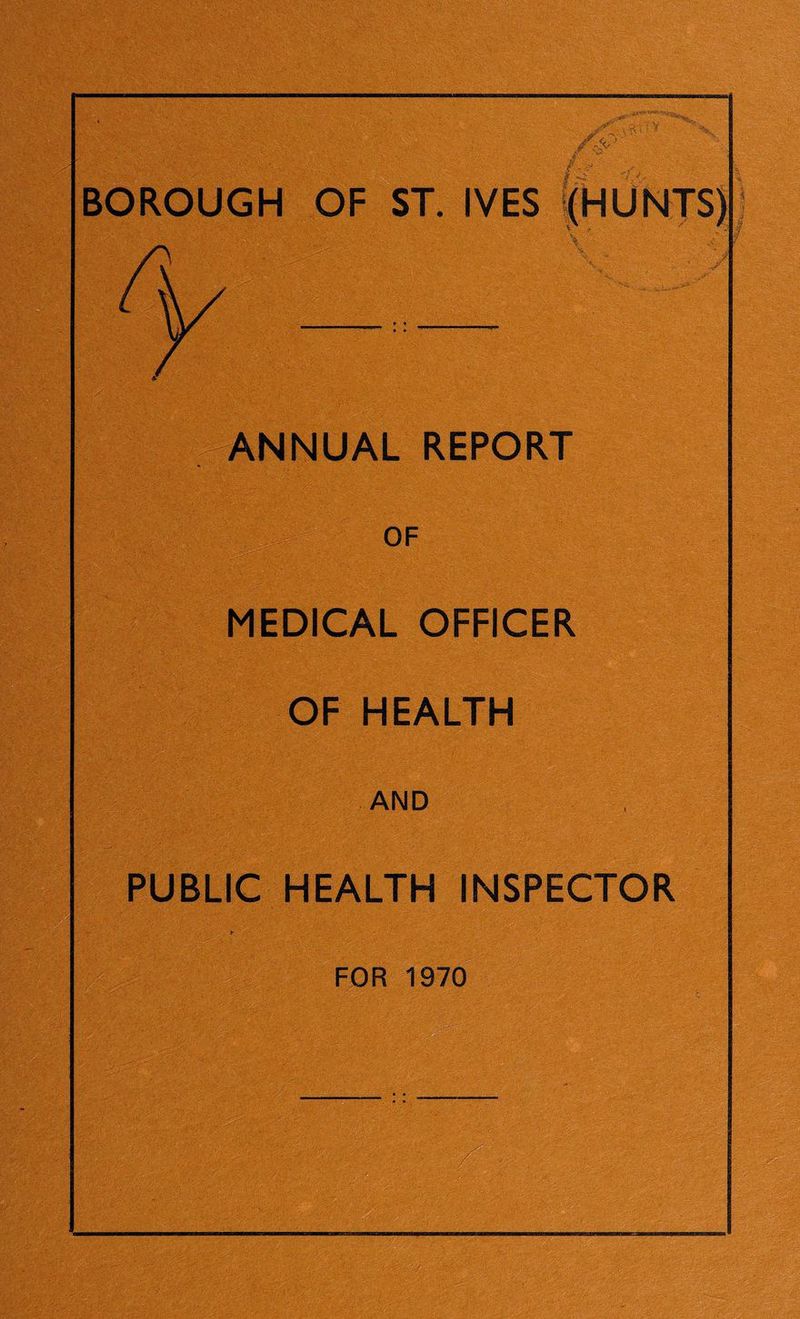 BOROUGH OF ST. IVES (HUNTS)
ANNUAL REPORT
OF
MEDICAL OFFICER
OF HEALTH
AND
PUBLIC HEALTH INSPECTOR
FOR 1970